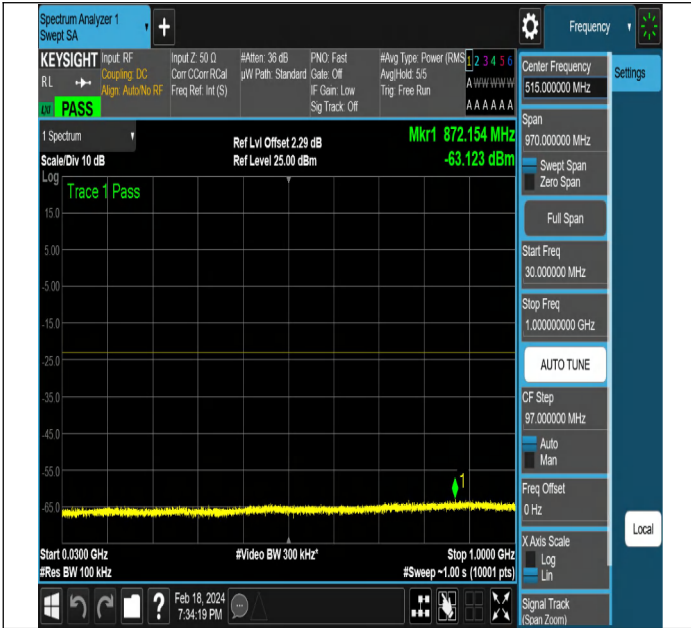 Spectrum Analyzer 1
Swept SA
Frequency
KEYSIGHT
RL
LXI PASS
Input: RF
Coupling: DC
Align: Auto/No RF
Input Z: 50 Ω
Corr CCorr RCal
Freq Ref: Int (S)
#Atten: 36 dB
µW Path: Standard
PNO: Fast
Gate: Off
IF Gain: Low
Sig Track: Off
#Avg Type: Power (RMS
Avg|Hold: 5/5
Trig: Free Run
1 2 3 4 5 6
A W W W W W
A A A A A A
1 Spectrum
Scale/Div 10 dB
Ref Lvl Offset 2.29 dB
Ref Level 25.00 dBm
Mkr1 872.154 MHz
-63.123 dBm
Log
Trace 1 Pass
15.0
5.00
-5.00
-15.0
-25.0
-35.0
-45.0
-55.0
-65.0
1
Start 0.0300 GHz
#Res BW 100 kHz
#Video BW 300 kHz*
Stop 1.0000 GHz
#Sweep ~1.00 s (10001 pts)
Feb 18, 2024
7:34:19 PM
Center Frequency
515.000000 MHz
Span
970.000000 MHz
Swept Span
Zero Span
Full Span
Start Freq
30.000000 MHz
Stop Freq
1.000000000 GHz
AUTO TUNE
CF Step
97.000000 MHz
Auto
Man
Freq Offset
0 Hz
X Axis Scale
Log
Lin
Signal Track
(Span Zoom)
Settings
Local